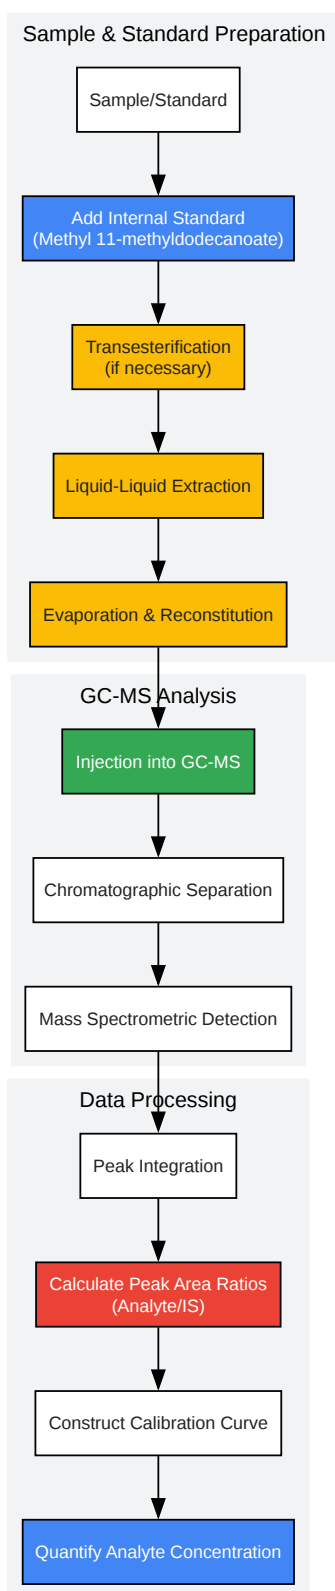 Sample & Standard Preparation
Sample/Standard
Add Internal Standard
(Methyl 11-methyldodecanoate)
Transesterification
(if necessary)
Liquid-Liquid Extraction
Evaporation & Reconstitution
GC-MS Analysis
Injection into GC-MS
Chromatographic Separation
Mass Spectrometric Detection
Data Processing
Peak Integration
Calculate Peak Area Ratios
(Analyte/IS)
Construct Calibration Curve
Quantify Analyte Concentration